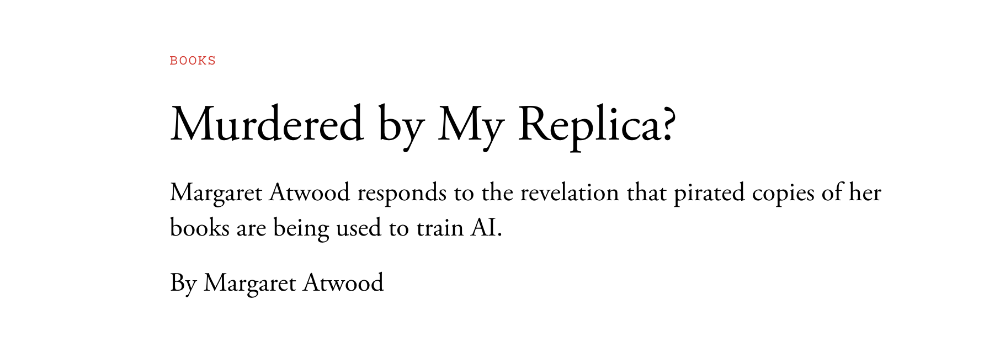 BOOKS
Murdered by My Replica?
Margaret Atwood responds to the revelation that pirated copies of her
books are being used to train AI.
By Margaret Atwood